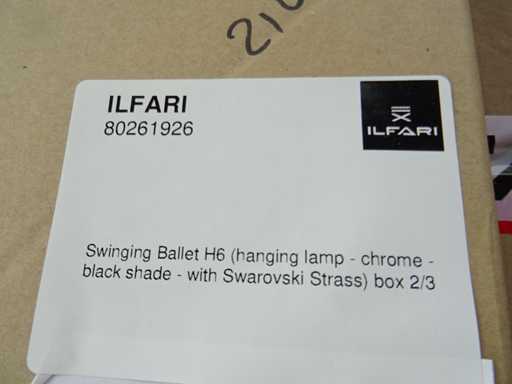 ILFARI
80261926
ILFARI
Swinging Ballet H6 (hanging lamp - chrome -
black shade - with Swarovski Strass) box 2/3